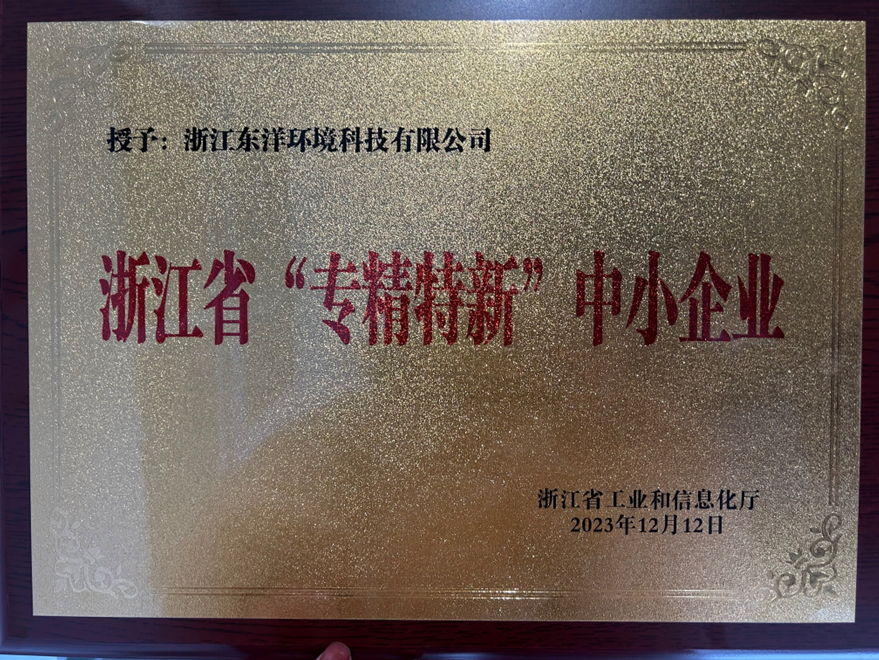 授予：浙江东洋环境科技有限公司
浙江省“专精特新”中小企业
浙江省工业和信息化厅
2023年12月12日